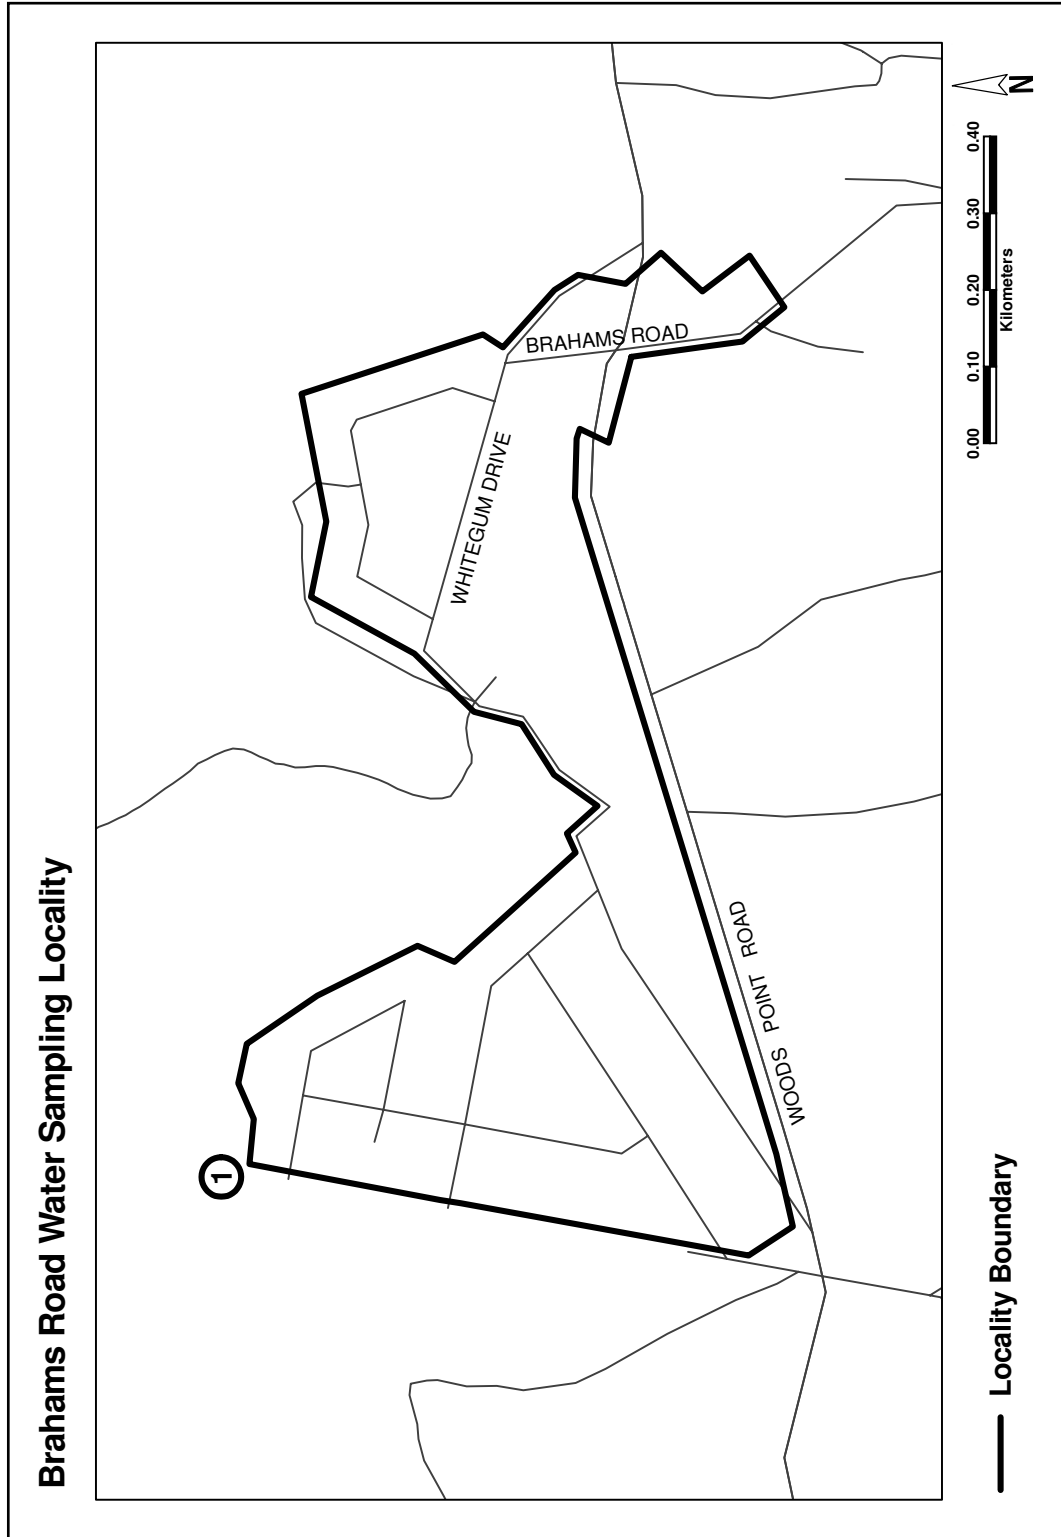 Brahams Road Water Sampling Locality
1
WHITEGUM DRIVE
BRAHAMS ROAD
WOODS POINT ROAD
Locality Boundary
0.00 0.10 0.20 0.30 0.40
Kilometers
N